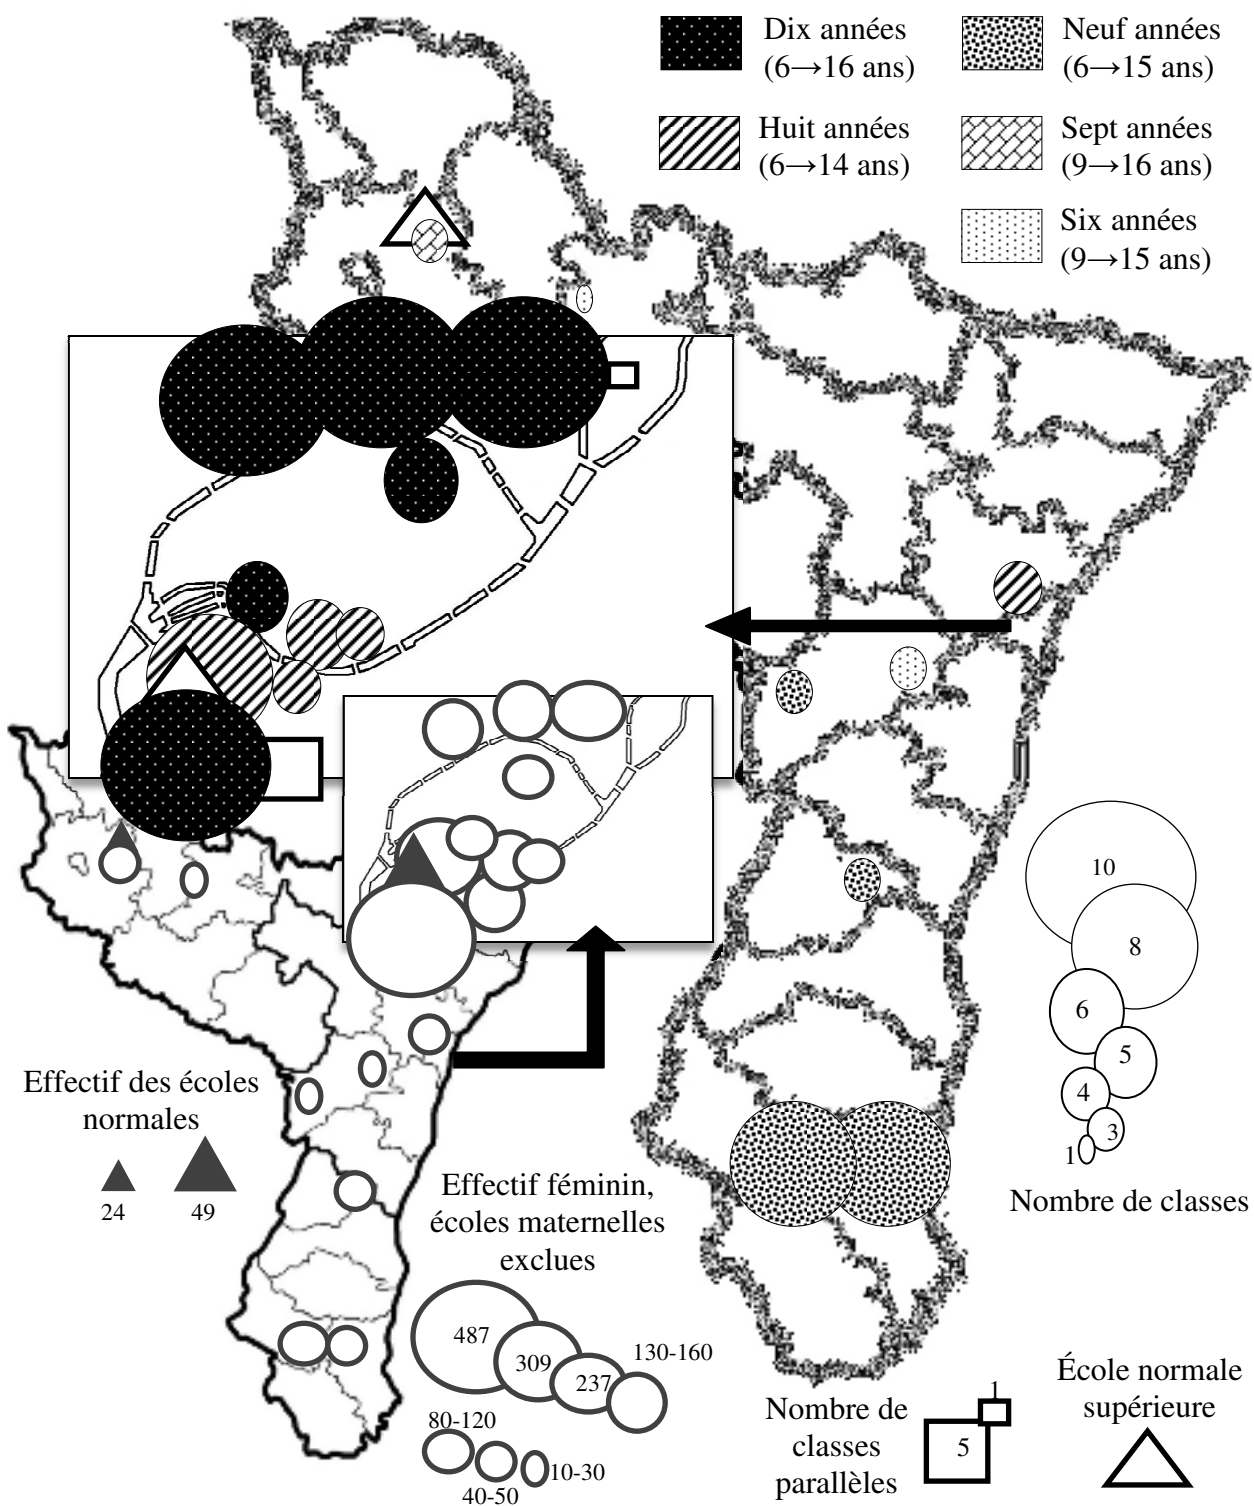 Dix années
(6→16 ans)
Neuf années
(6→15 ans)
Huit années
(6→14 ans)
Sept années
(9→16 ans)
Six années
(9→15 ans)
10
8
6
5
4
3
1
Nombre de classes
Effectif des écoles
normales
24
49
Effectif féminin,
écoles maternelles
exclues
487
309
237
130-160
80-120
40-50
10-30
Nombre de
classes
parallèles
1
5
École normale
supérieure